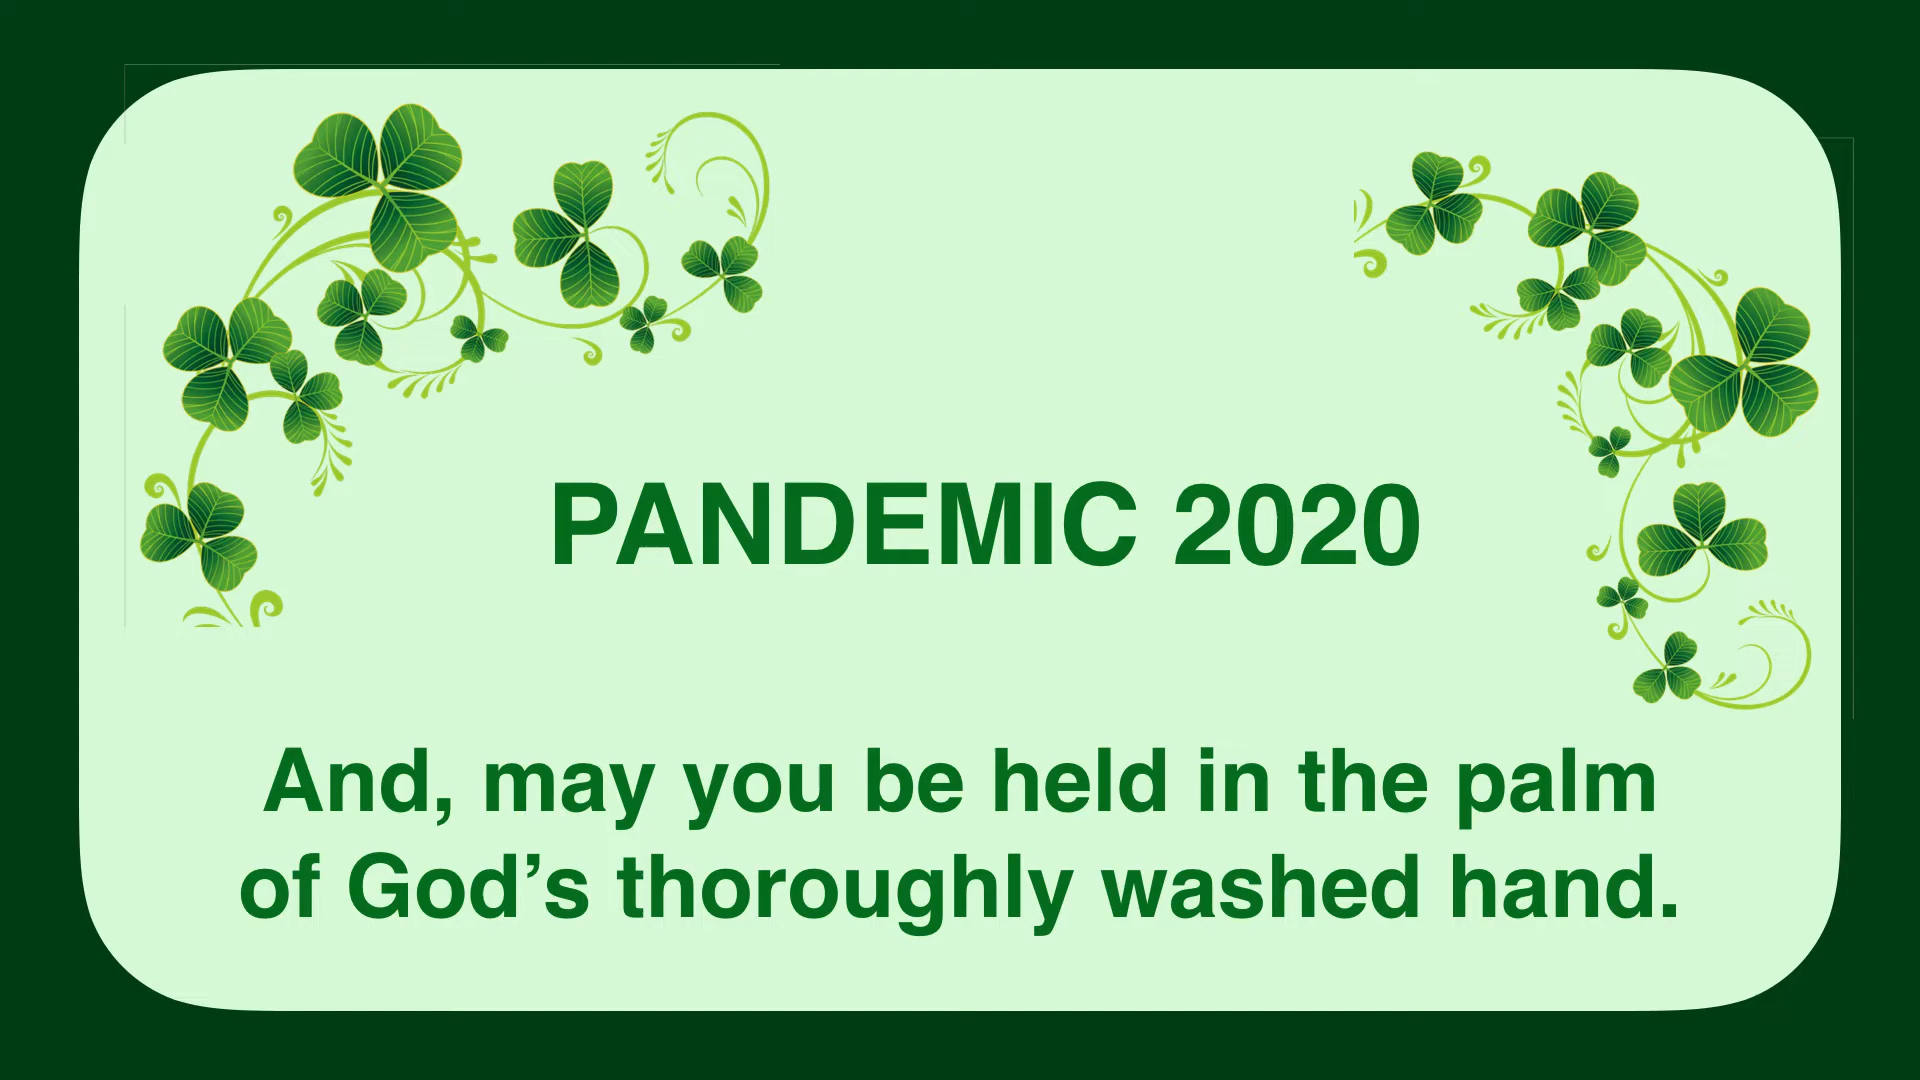 PANDEMIC 2020
And, may you be held in the palm
of God’s thoroughly washed hand.